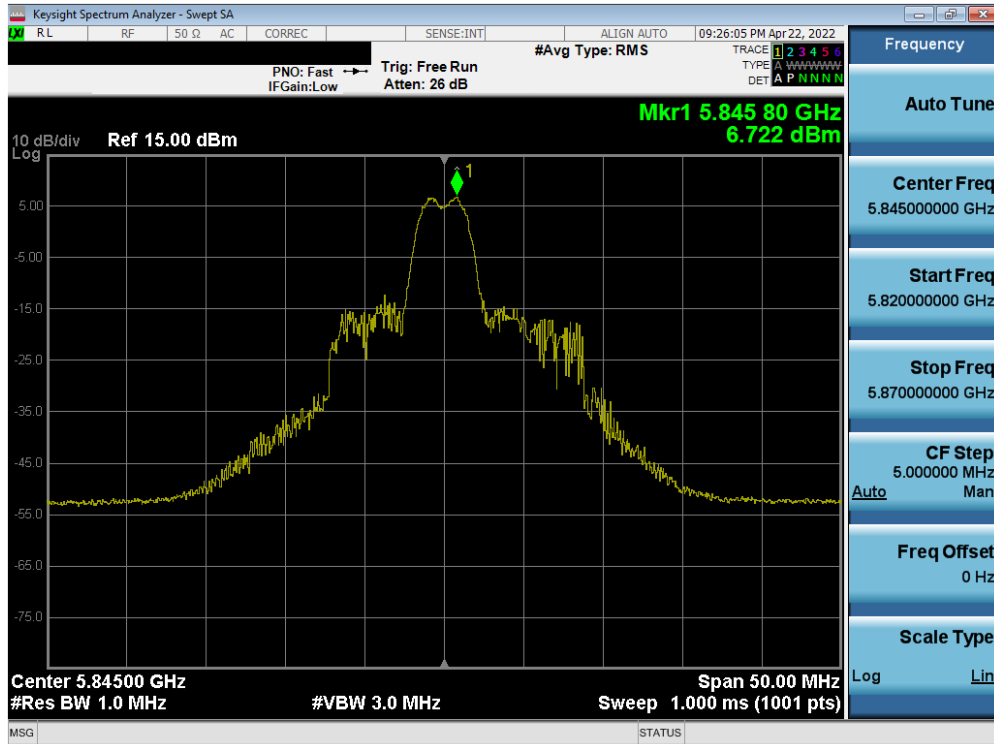 Keysight Spectrum Analyzer - Swept SA
LXI RL RF 50 Ω AC CORREC SENSE:INT ALIGN AUTO 09:26:05 PM Apr 22, 2022
#Avg Type: RMS
TRACE 1 2 3 4 5 6
PNO: Fast Trig: Free Run
TYPE A WWWWW
IFGain:Low Atten: 26 dB
DET A P N N N N
Mkr1 5.845 80 GHz
6.722 dBm
10 dB/div Ref 15.00 dBm
Log
1
5.00
-5.00
-15.0
-25.0
-35.0
-45.0
-55.0
-65.0
-75.0
Center 5.84500 GHz Span 50.00 MHz
#Res BW 1.0 MHz #VBW 3.0 MHz Sweep 1.000 ms (1001 pts)
MSG STATUS
Frequency
Auto Tune
Center Freq
5.845000000 GHz
Start Freq
5.820000000 GHz
Stop Freq
5.870000000 GHz
CF Step
5.000000 MHz
Auto Man
Freq Offset
0 Hz
Scale Type
Log Lin